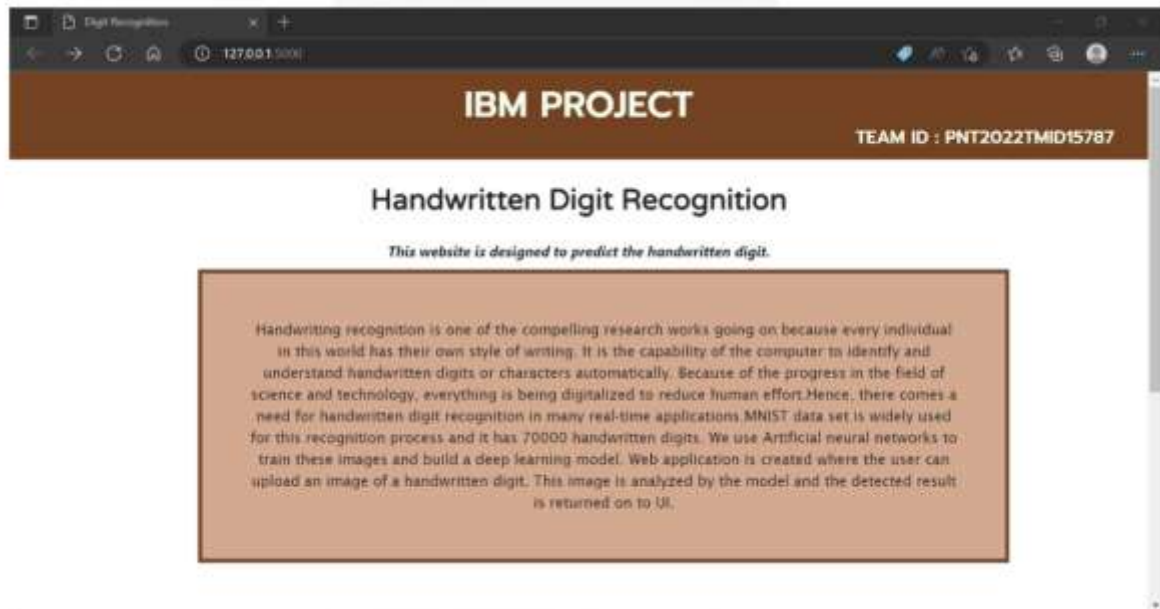 Digit Recognition
127.0.0.1:5000
IBM PROJECT
TEAM ID : PNT2022TMID15787
Handwritten Digit Recognition
This website is designed to predict the handwritten digit.
Handwriting recognition is one of the compelling research works going on because every individual
in this world has their own style of writing. It is the capability of the computer to identify and
understand handwritten digits or characters automatically. Because of the progress in the field of
science and technology, everything is being digitalized to reduce human effort.Hence, there comes a
need for handwritten digit recognition in many real-time applications.MNIST data set is widely used
for this recognition process and it has 70000 handwritten digits. We use Artificial neural networks to
train these images and build a deep learning model. Web application is created where the user can
upload an image of a handwritten digit. This image is analyzed by the model and the detected result
is returned on to UI.